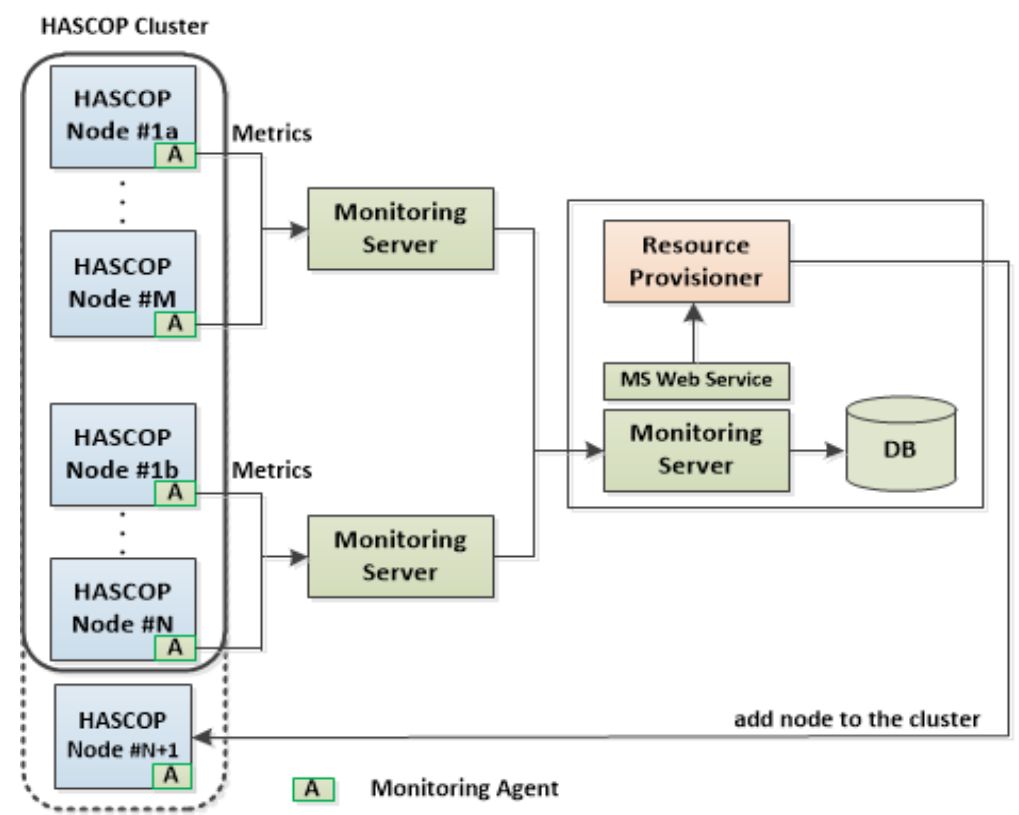 HASCOP Cluster
HASCOP
Node #1a
A
Metrics
HASCOP
Node #M
A
Monitoring
Server
HASCOP
Node #1b
A
Metrics
HASCOP
Node #N
A
Monitoring
Server
Resource
Provisioner
MS Web Service
Monitoring
Server
DB
add node to the cluster
HASCOP
Node #N+1
A
A Monitoring Agent